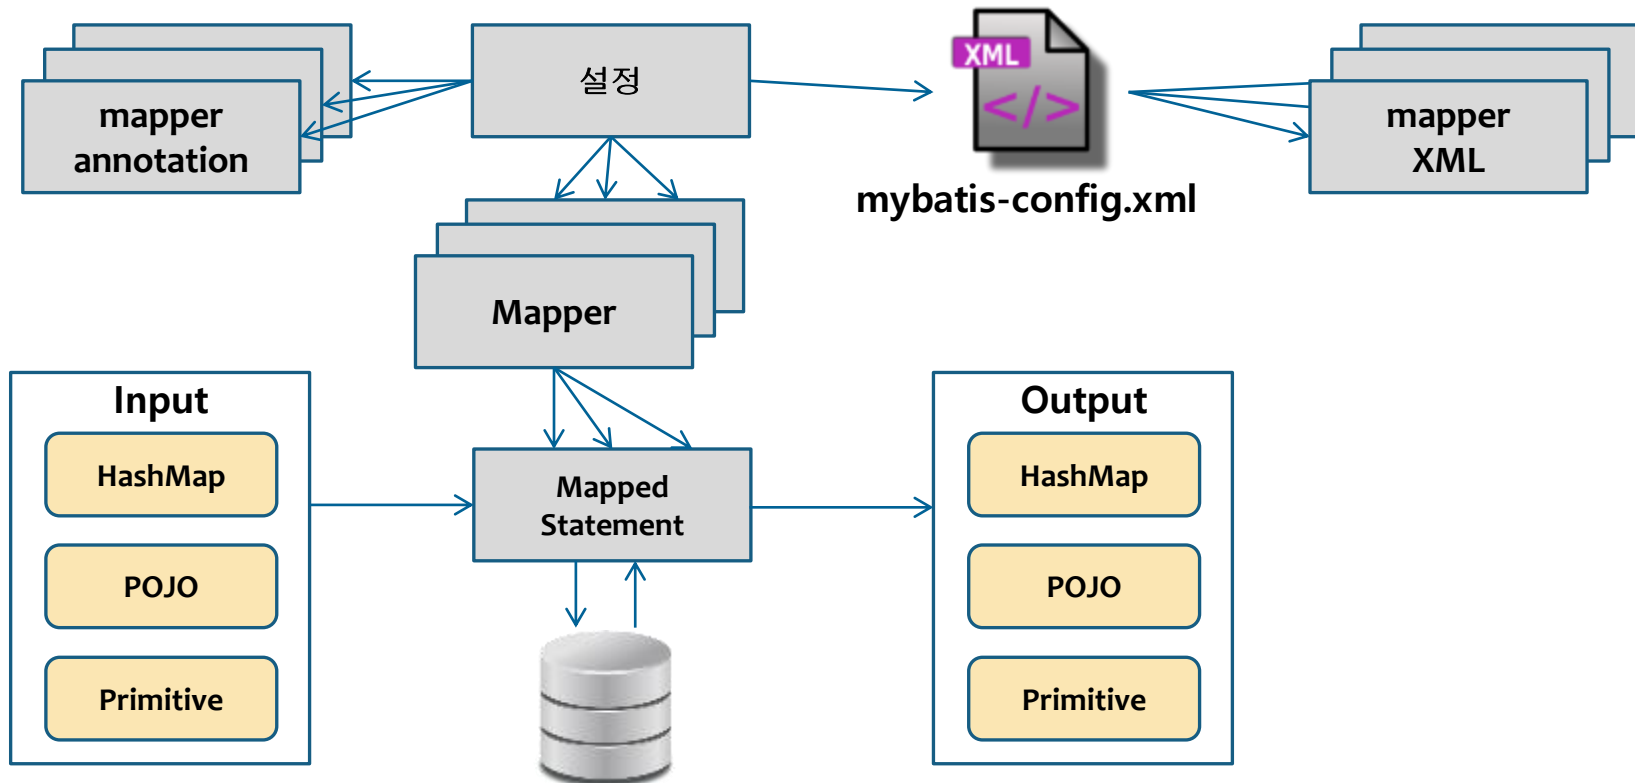 설정
XML
</>
mapper
annotation
mapper
XML
mybatis-config.xml
Mapper
Input
HashMap
POJO
Primitive
Mapped
Statement
Output
HashMap
POJO
Primitive